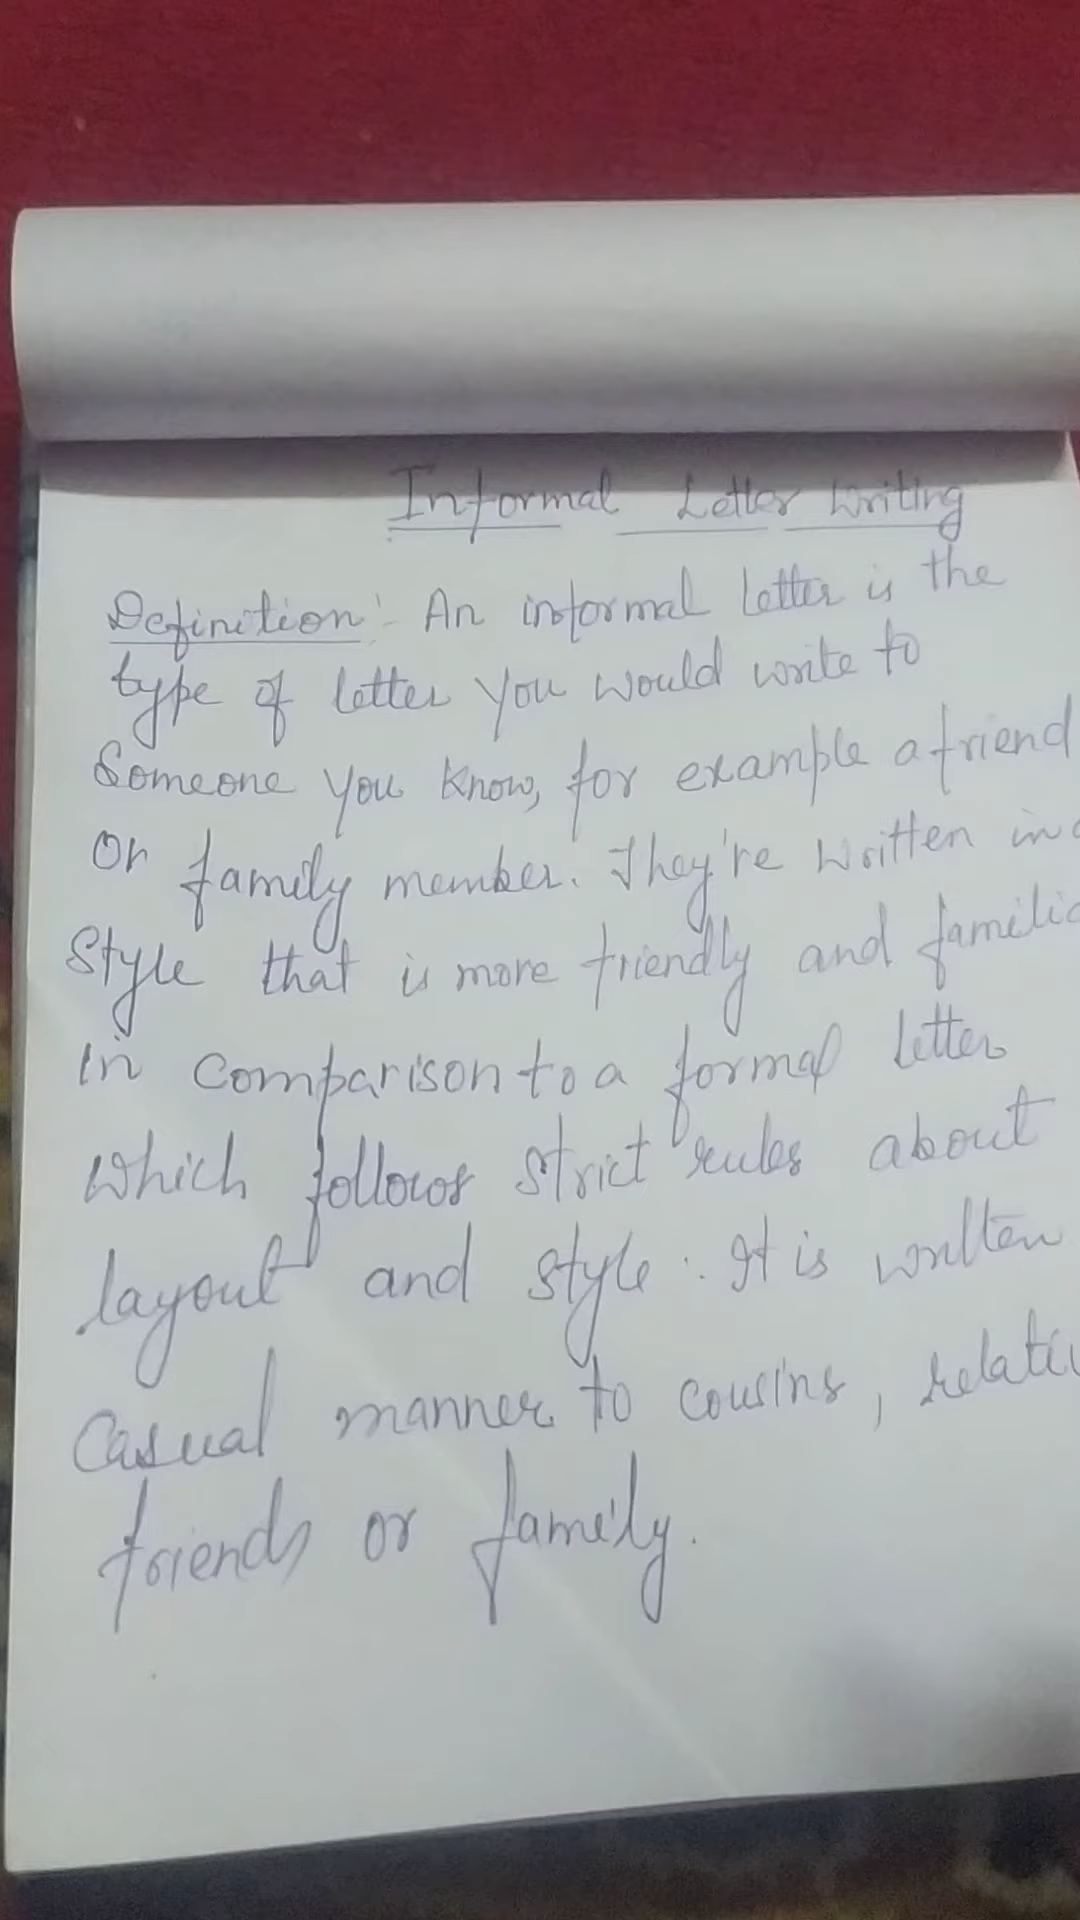 Informal Letter Writing
Definition:- An informal letter is the
type of letter you would write to
Someone you know, for example a friend
or family member. They're written in a
Style that is more friendly and familia
in comparison to a formal letter
which follows strict rules about
layout and style. It is written
Casual manner to cousins, relativ
friends or family.